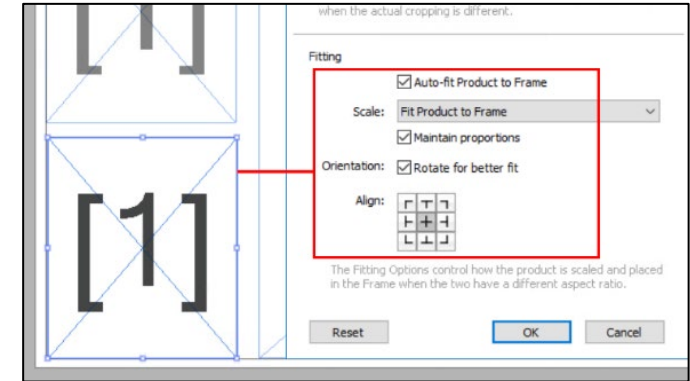 [1]
when the actual cropping is different.
Fitting
Auto-fit Product to Frame
Scale: Fit Product to Frame
Maintain proportions
Orientation: Rotate for better fit
[1]
Align:
The Fitting Options control how the product is scaled and placed
in the Frame when the two have a different aspect ratio.
Reset OK Cancel